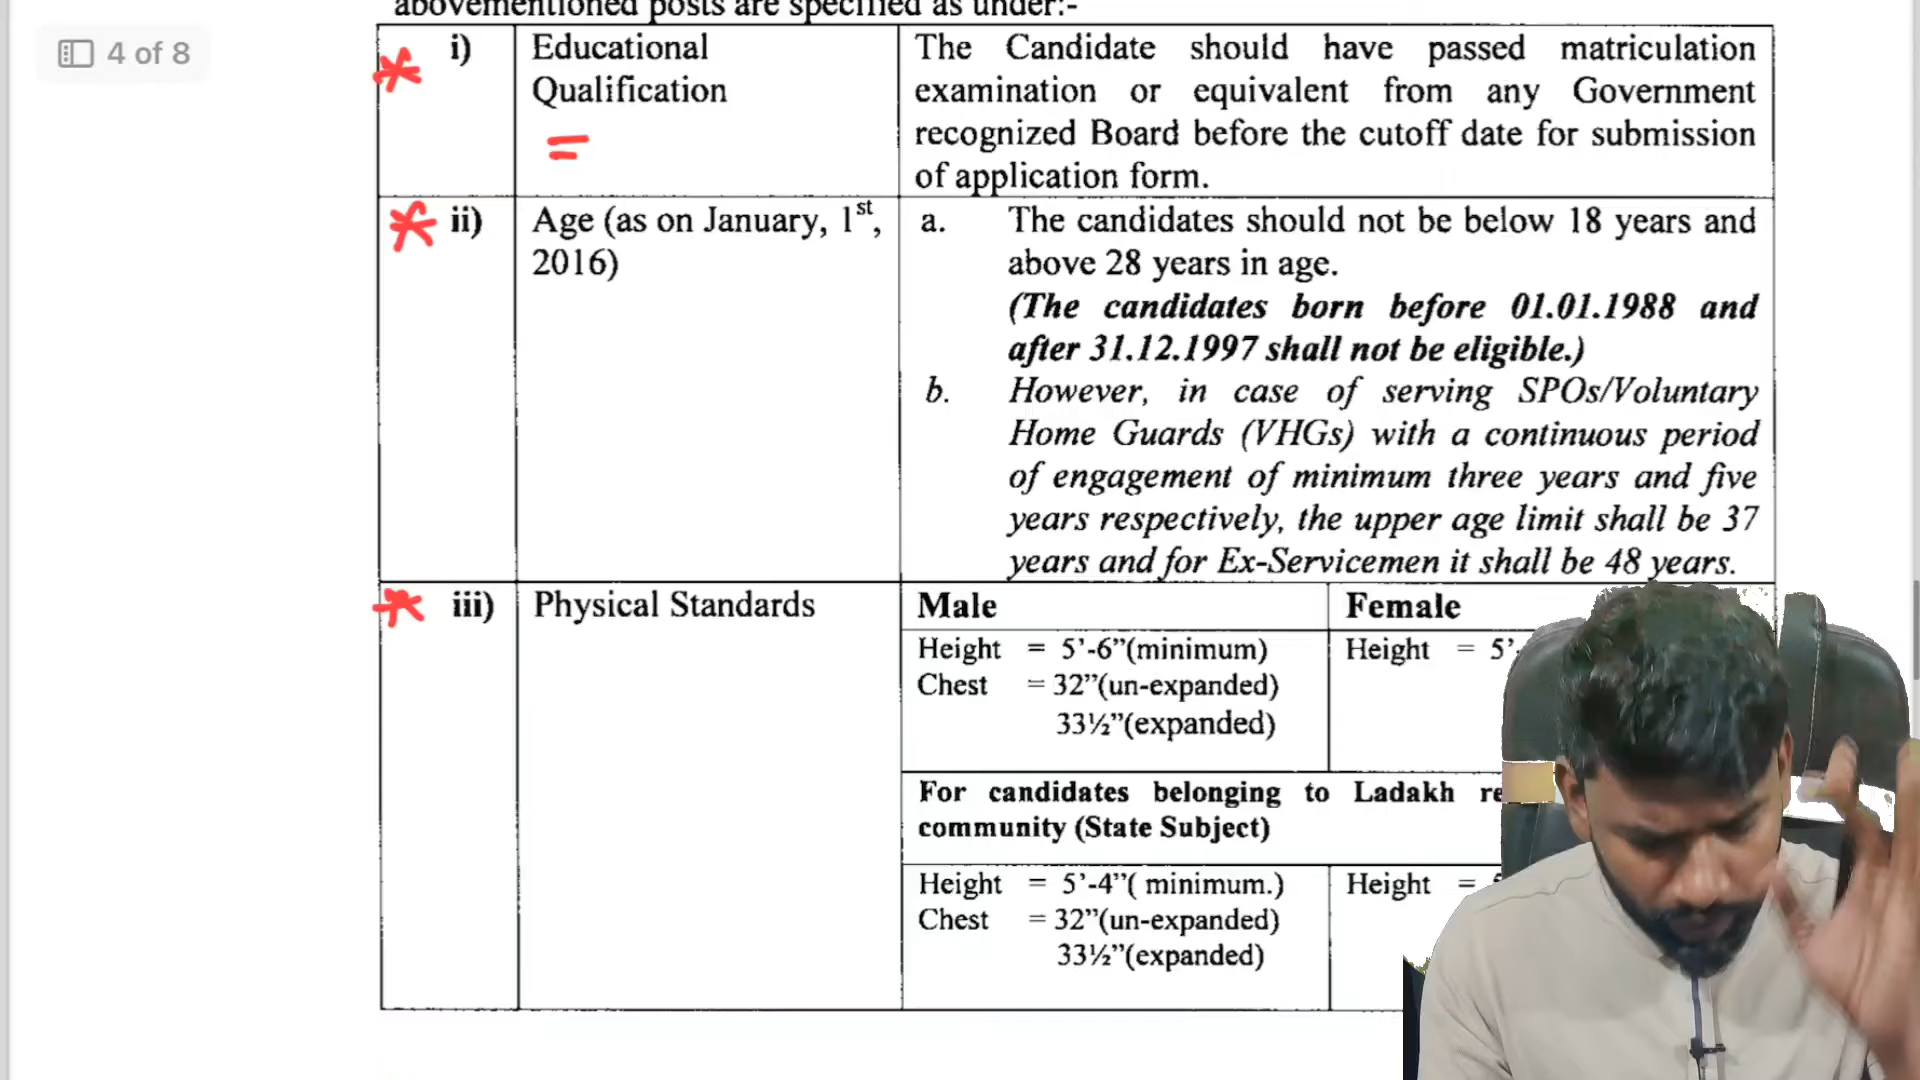 abovementioned posts are specified as under:-
4 of 8
i) Educational Qualification
The Candidate should have passed matriculation
examination or equivalent from any Government
recognized Board before the cutoff date for submission
of application form.
ii) Age (as on January, 1st, 2016)
a. The candidates should not be below 18 years and
above 28 years in age.
(The candidates born before 01.01.1988 and
after 31.12.1997 shall not be eligible.)
b. However, in case of serving SPOs/Voluntary
Home Guards (VHGs) with a continuous period
of engagement of minimum three years and five
years respectively, the upper age limit shall be 37
years and for Ex-Servicemen it shall be 48 years.
iii) Physical Standards
Male
Height = 5'-6”(minimum)
Chest = 32”(un-expanded)
33½”(expanded)
Female
Height = 5'
For candidates belonging to Ladakh
community (State Subject)
Height = 5'-4”( minimum.)
Chest = 32”(un-expanded)
33½”(expanded)
Height =